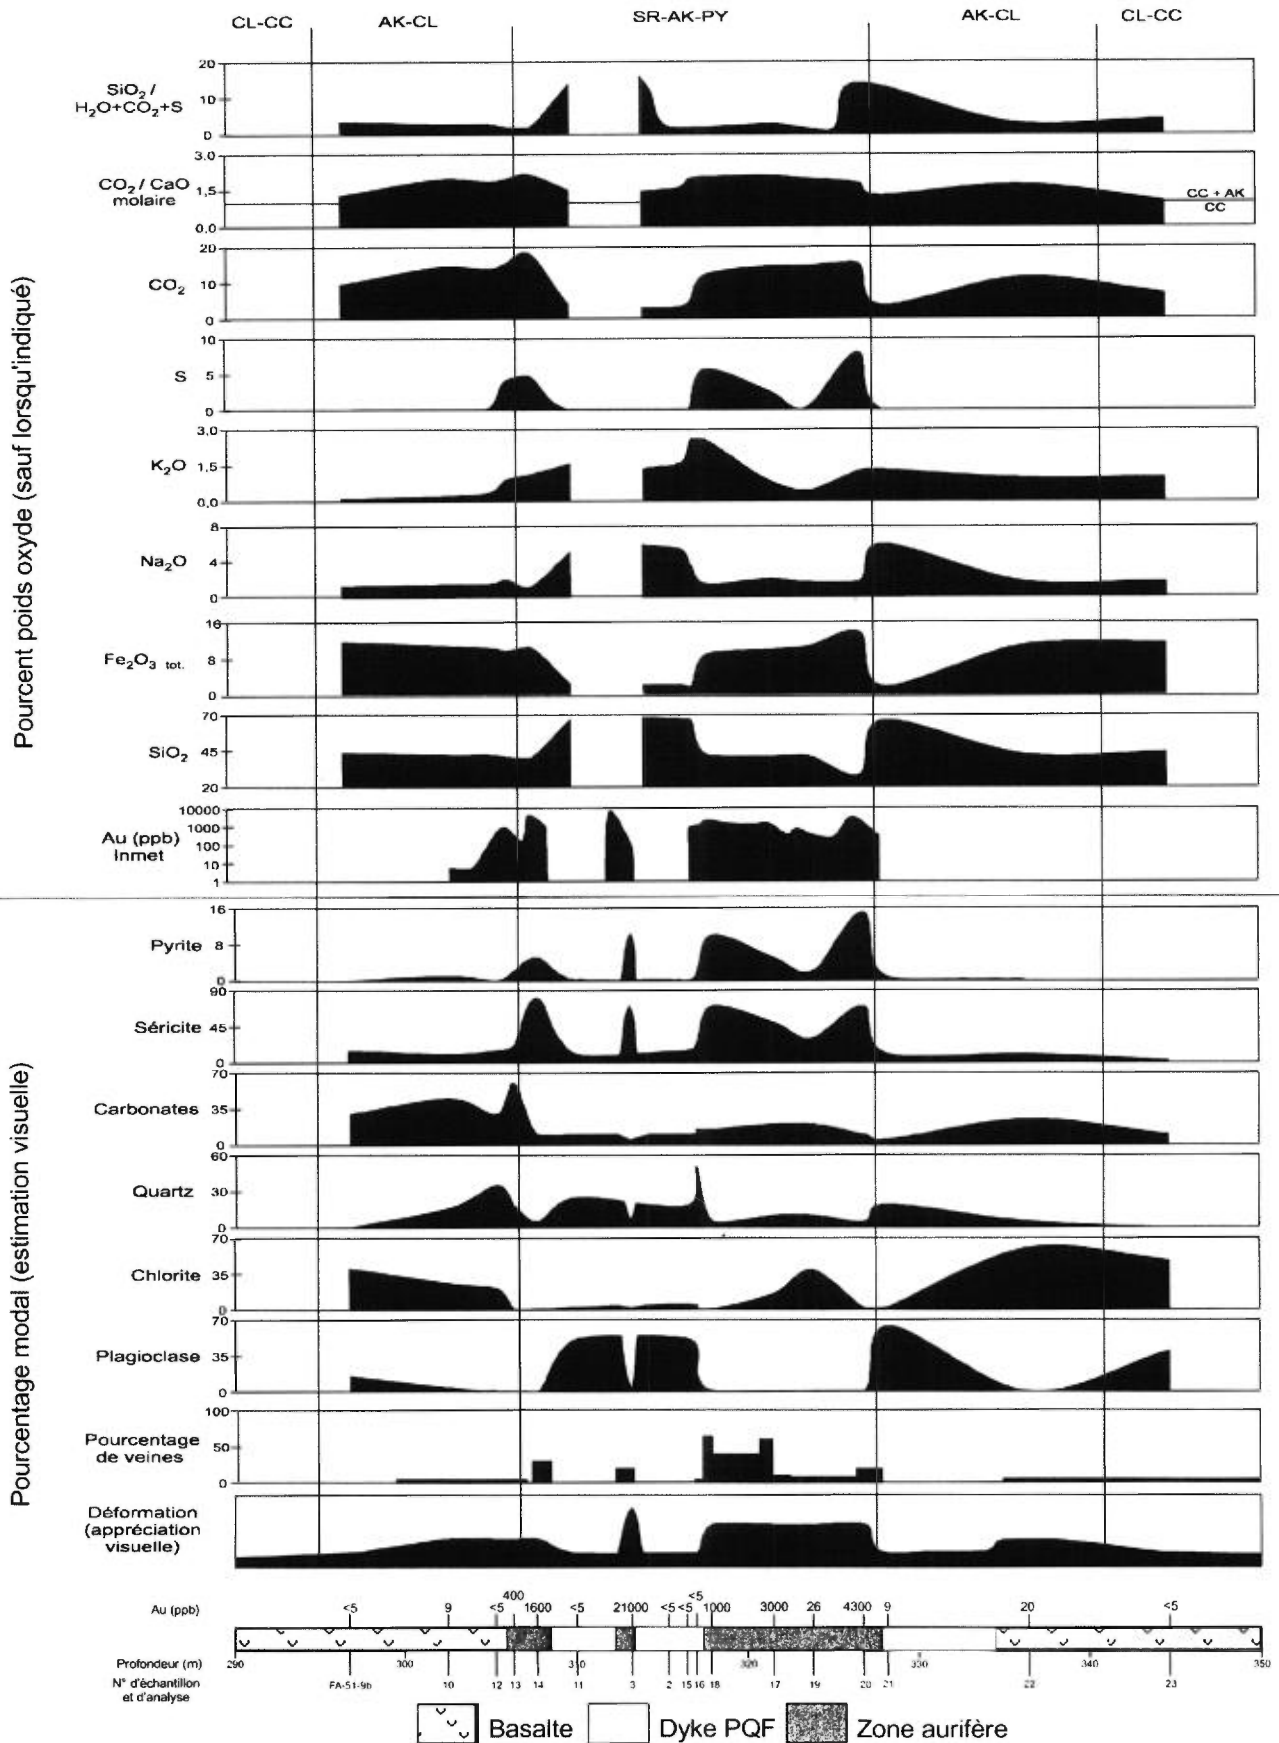 CL-CC AK-CL SR-AK-PY AK-CL CL-CC
Pourcent poids oxyde (sauf lorsqu'indiqué)
SiO₂ /
H₂O+CO₂+S
20
10
0
CO₂ / CaO
molaire
3.0
1,5
0.0
CC + AK
CC
CO₂
20
10
0
S
10
5
0
K₂O
3.0
1.5
0.0
Na₂O
8
4
0
Fe₂O₃ tot.
16
8
0
SiO₂
70
45
20
Au (ppb)
Inmet
10000
1000
100
10
1
Pourcentage modal (estimation visuelle)
Pyrite
16
8
0
Séricite
90
45
0
Carbonates
70
35
0
Quartz
60
30
0
Chlorite
70
35
0
Plagioclase
70
35
0
Pourcentage
de veines
100
50
0
Déformation
(appréciation
visuelle)
Au (ppb) <5 9 <5 400 1600 <5 21000 <5 <5 <5 1000 3000 26 4300 9 20 <5
Profondeur (m) 290 300 310 320 330 340 350
N° d'échantillon
et d'analyse
FA-51-9b 10 12 13 14 11 3 2 15 16 18 17 19 20 21 22 23
Basalte Dyke PQF Zone aurifère